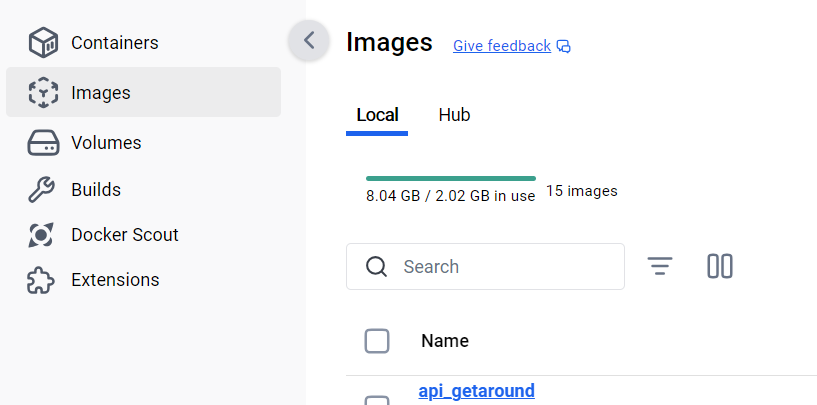 Containers
Images
Volumes
Builds
Docker Scout
Extensions
Images Give feedback
Local Hub
8.04 GB / 2.02 GB in use 15 images
Search
Name
api_getaround